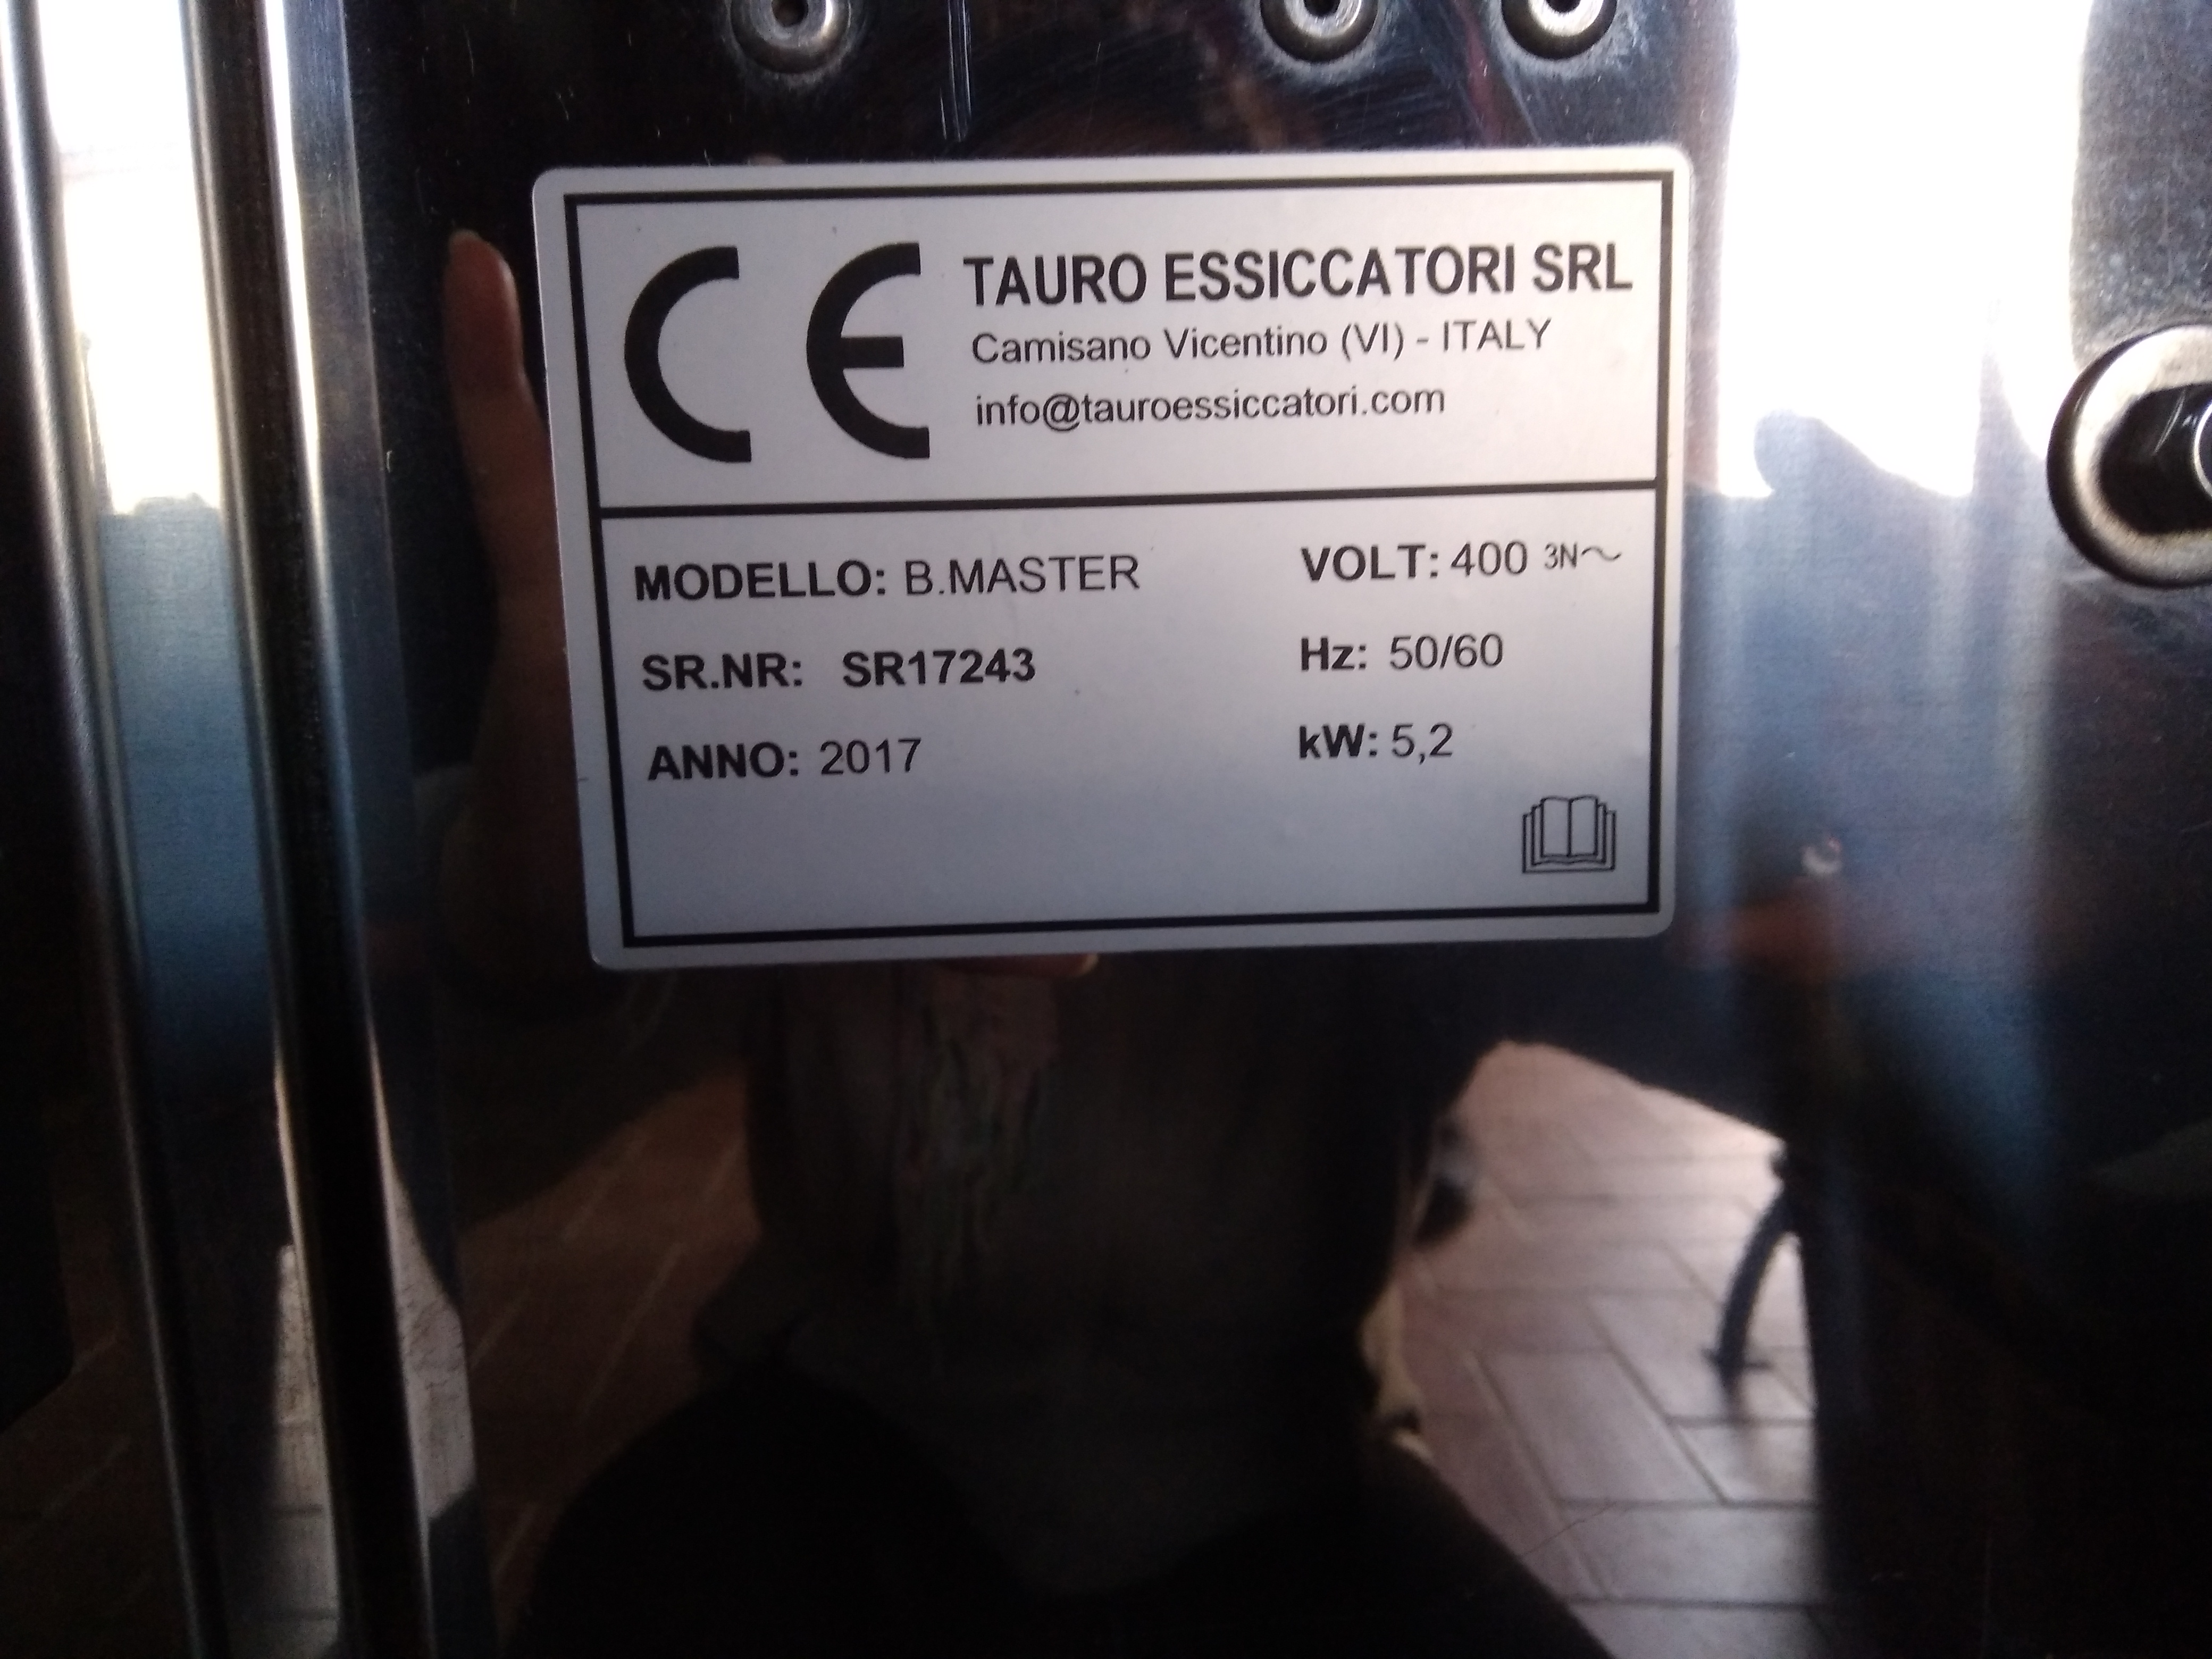 CE
TAURO ESSICCATORI SRL
Camisano Vicentino (VI) - ITALY
info@tauroessiccatori.com
MODELLO: B.MASTER
SR.NR: SR17243
ANNO: 2017
VOLT: 400 3N~
Hz: 50/60
kW: 5,2